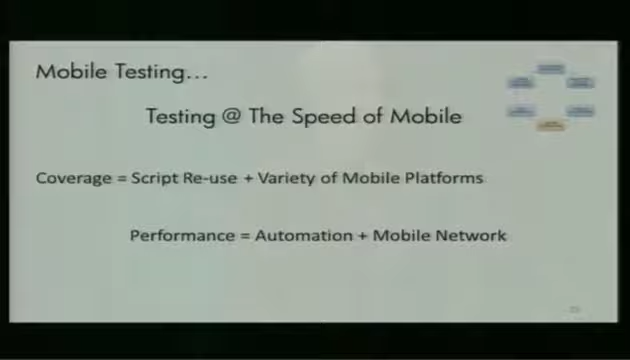 Mobile Testing...
Testing @ The Speed of Mobile
Coverage = Script Re-use + Variety of Mobile Platforms
Performance = Automation + Mobile Network